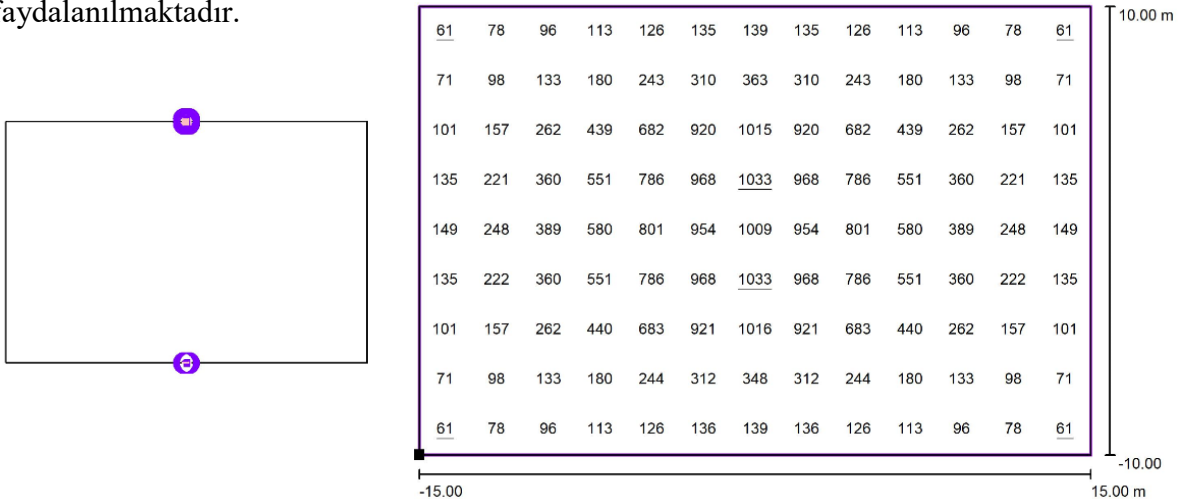 faydalanılmaktadır.
10.00 m
61 78 96 113 126 135 139 135 126 113 96 78 61
71 98 133 180 243 310 363 310 243 180 133 98 71
101 157 262 439 682 920 1015 920 682 439 262 157 101
135 221 360 551 786 968 1033 968 786 551 360 221 135
149 248 389 580 801 954 1009 954 801 580 389 248 149
135 222 360 551 786 968 1033 968 786 551 360 222 135
101 157 262 440 683 921 1016 921 683 440 262 157 101
71 98 133 180 244 312 348 312 244 180 133 98 71
61 78 96 113 126 136 139 136 126 113 96 78 61
-10.00
-15.00 15.00 m